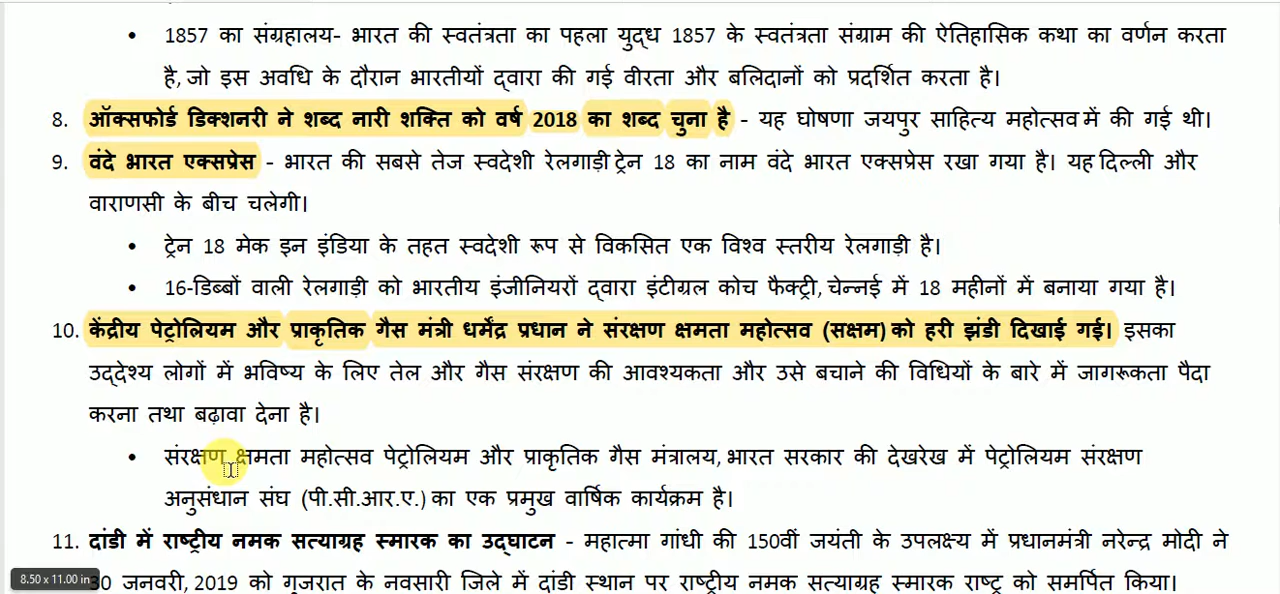 • 1857 का संग्रहालय- भारत की स्वतंत्रता का पहला युद्ध 1857 के स्वतंत्रता संग्राम की ऐतिहासिक कथा का वर्णन करता
है, जो इस अवधि के दौरान भारतीयों द्वारा की गई वीरता और बलिदानों को प्रदर्शित करता है।
8. ऑक्सफोर्ड डिक्शनरी ने शब्द नारी शक्ति को वर्ष 2018 का शब्द चुना है - यह घोषणा जयपुर साहित्य महोत्सव में की गई थी।
9. वंदे भारत एक्सप्रेस - भारत की सबसे तेज स्वदेशी रेलगाड़ी ट्रेन 18 का नाम वंदे भारत एक्सप्रेस रखा गया है। यह दिल्ली और
वाराणसी के बीच चलेगी।
• ट्रेन 18 मेक इन इंडिया के तहत स्वदेशी रूप से विकसित एक विश्व स्तरीय रेलगाड़ी है।
• 16-डिब्बों वाली रेलगाड़ी को भारतीय इंजीनियरों द्वारा इंटीग्रल कोच फैक्ट्री, चेन्नई में 18 महीनों में बनाया गया है।
10. केंद्रीय पेट्रोलियम और प्राकृतिक गैस मंत्री धर्मेंद्र प्रधान ने संरक्षण क्षमता महोत्सव (सक्षम) को हरी झंडी दिखाई गई। इसका
उद्देश्य लोगों में भविष्य के लिए तेल और गैस संरक्षण की आवश्यकता और उसे बचाने की विधियों के बारे में जागरूकता पैदा
करना तथा बढ़ावा देना है।
• संरक्षण क्षमता महोत्सव पेट्रोलियम और प्राकृतिक गैस मंत्रालय, भारत सरकार की देखरेख में पेट्रोलियम संरक्षण
अनुसंधान संघ (पी.सी.आर.ए.) का एक प्रमुख वार्षिक कार्यक्रम है।
11. दांडी में राष्ट्रीय नमक सत्याग्रह स्मारक का उद्घाटन - महात्मा गांधी की 150वीं जयंती के उपलक्ष्य में प्रधानमंत्री नरेन्द्र मोदी ने
30 जनवरी, 2019 को गुजरात के नवसारी जिले में दांडी स्थान पर राष्ट्रीय नमक सत्याग्रह स्मारक राष्ट्र को समर्पित किया।
8.50 x 11.00 in